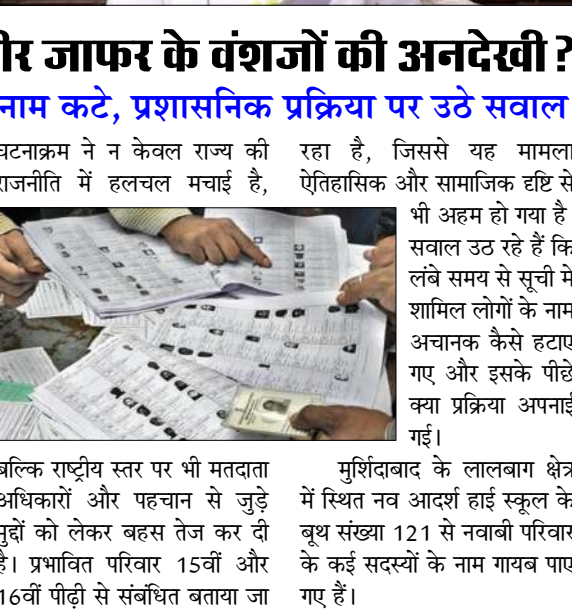 ीर जाफर के वंशजों की अनदेखी?
नाम कटे, प्रशासनिक प्रक्रिया पर उठे सवाल
घटनाक्रम ने न केवल राज्य की
राजनीति में हलचल मचाई है,
बल्कि राष्ट्रीय स्तर पर भी मतदाता
अधिकारों और पहचान से जुड़े
मुद्दों को लेकर बहस तेज कर दी
है। प्रभावित परिवार 15वीं और
16वीं पीढ़ी से संबंधित बताया जा
रहा है, जिससे यह मामला
ऐतिहासिक और सामाजिक दृष्टि से
भी अहम हो गया है
सवाल उठ रहे हैं कि
लंबे समय से सूची में
शामिल लोगों के नाम
अचानक कैसे हटाए
गए और इसके पीछे
क्या प्रक्रिया अपनाई
गई।
मुर्शिदाबाद के लालबाग क्षेत्र
में स्थित नव आदर्श हाई स्कूल के
बूथ संख्या 121 से नवाबी परिवार
के कई सदस्यों के नाम गायब पाए
गए हैं।